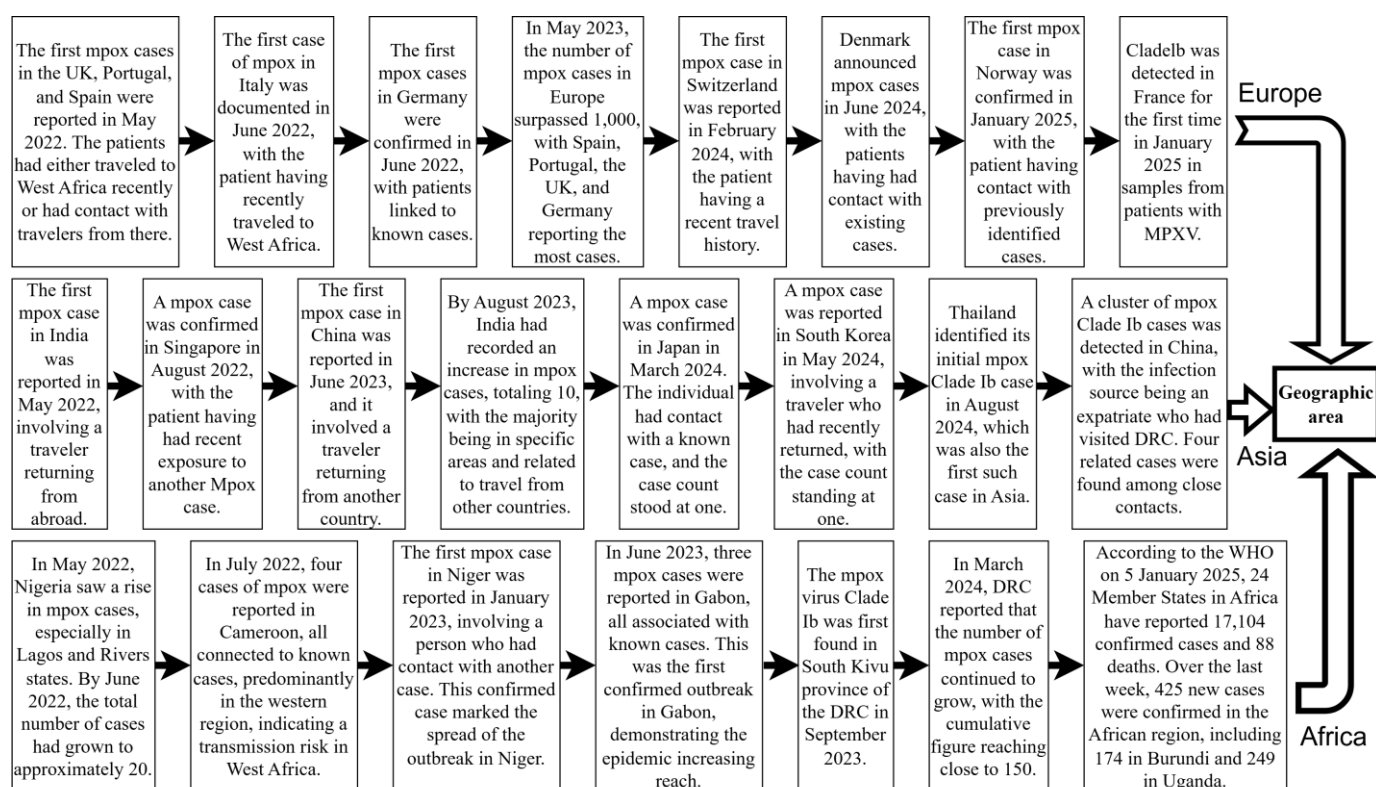 The first mpox cases
in the UK, Portugal,
and Spain were
reported in May
2022. The patients
had either traveled to
West Africa recently
or had contact with
travelers from there.
The first case
of mpox in
Italy was
documented in
June 2022,
with the
patient having
recently
traveled to
West Africa.
The first
mpox cases
in Germany
were
confirmed in
June 2022,
with patients
linked to
known cases.
In May 2023,
the number of
mpox cases in
Europe
surpassed 1,000,
with Spain,
Portugal, the
UK, and
Germany
reporting the
most cases.
The first
mpox case in
Switzerland
was reported
in February
2024, with
the patient
having a
recent travel
history.
Denmark
announced
mpox cases
in June 2024,
with the
patients
having had
contact with
existing
cases.
The first mpox
case in
Norway was
confirmed in
January 2025,
with the
patient having
contact with
previously
identified
cases.
CladeIb was
detected in
France for
the first time
in January
2025 in
samples from
patients with
MPXV.
Europe
The first
mpox case
in India
was
reported in
May 2022,
involving a
traveler
returning
from
abroad.
A mpox case
was confirmed
in Singapore in
August 2022,
with the
patient having
had recent
exposure to
another Mpox
case.
The first
mpox case in
China was
reported in
June 2023,
and it
involved a
traveler
returning
from another
country.
By August 2023,
India had
recorded an
increase in mpox
cases, totaling 10,
with the majority
being in specific
areas and related
to travel from
other countries.
A mpox case
was confirmed
in Japan in
March 2024.
The individual
had contact
with a known
case, and the
case count
stood at one.
A mpox case
was reported
in South Korea
in May 2024,
involving a
traveler who
had recently
returned, with
the case count
standing at
one.
Thailand
identified its
initial mpox
Clade Ib case
in August
2024, which
was also the
first such
case in Asia.
A cluster of mpox
Clade Ib cases was
detected in China,
with the infection
source being an
expatriate who had
visited DRC. Four
related cases were
found among close
contacts.
Asia
Geographic
area
In May 2022,
Nigeria saw a rise
in mpox cases,
especially in
Lagos and Rivers
states. By June
2022, the total
number of cases
had grown to
approximately 20.
In July 2022, four
cases of mpox were
reported in
Cameroon, all
connected to known
cases, predominantly
in the western
region, indicating a
transmission risk in
West Africa.
The first mpox case
in Niger was
reported in January
2023, involving a
person who had
contact with another
case. This confirmed
case marked the
spread of the
outbreak in Niger.
In June 2023, three
mpox cases were
reported in Gabon,
all associated with
known cases. This
was the first
confirmed outbreak
in Gabon,
demonstrating the
epidemic increasing
reach.
The mpox
virus Clade
Ib was first
found in
South Kivu
province of
the DRC in
September
2023.
In March
2024, DRC
reported that
the number of
mpox cases
continued to
grow, with the
cumulative
figure reaching
close to 150.
According to the WHO
on 5 January 2025, 24
Member States in Africa
have reported 17,104
confirmed cases and 88
deaths. Over the last
week, 425 new cases
were confirmed in the
African region, including
174 in Burundi and 249
in Uganda.
Africa